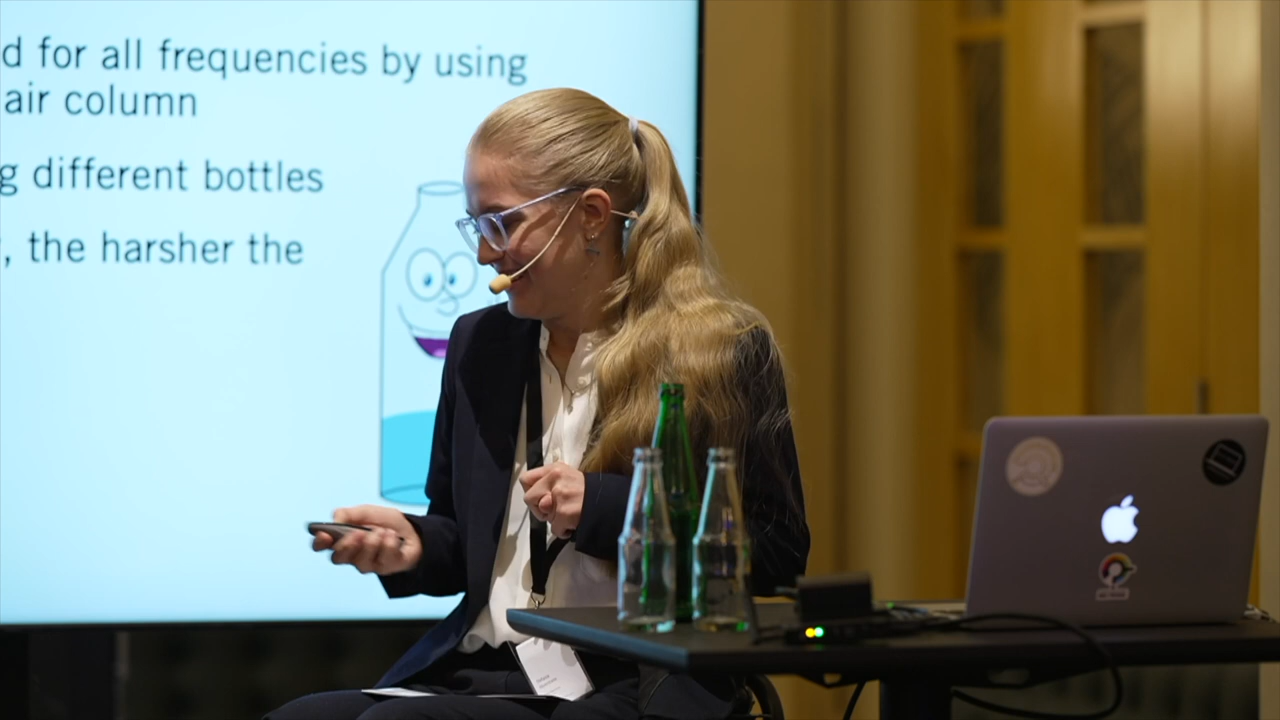 d for all frequencies by using
air column
g different bottles
, the harsher the